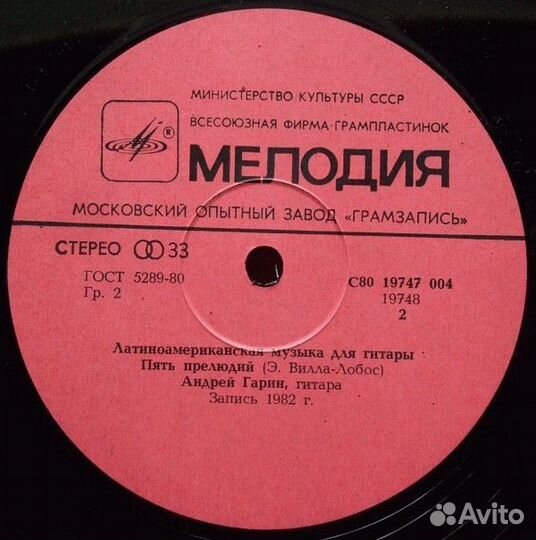 МИНИСТЕРСТВО КУЛЬТУРЫ СССР
ВСЕСОЮЗНАЯ ФИРМА·ГРАМПЛАСТИНОК
®
МЕЛОДИЯ
МОСКОВСКИЙ ОПЫТНЫЙ ЗАВОД «ГРАМЗАПИСЬ»
СТЕРЕО 33
ГОСТ 5289-80
Гр. 2
С80 19747 004
19748
2
Латиноамериканская музыка для гитары
Пять прелюдий (Э. Вилла-Лобос)
Андрей Гарин, гитара
Запись 1982 г.
Avito